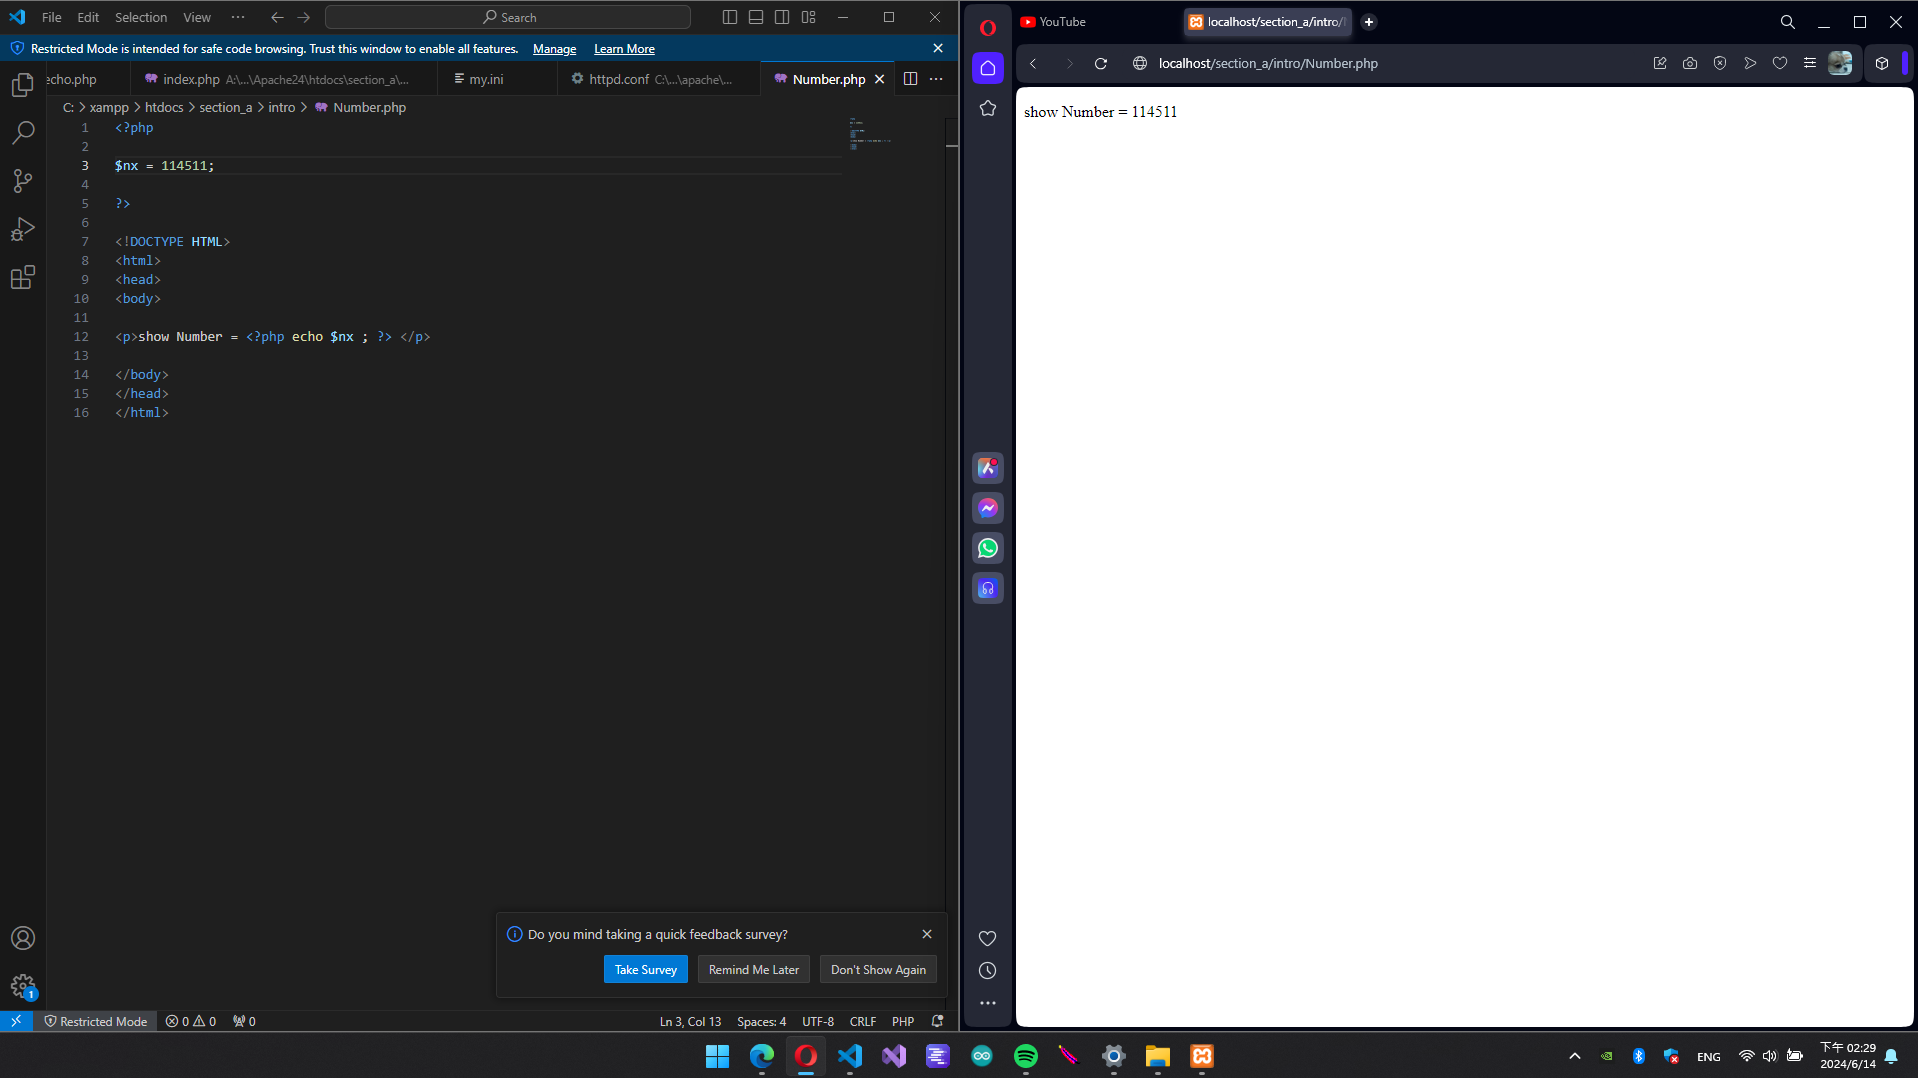 File Edit Selection View ··· Search
Restricted Mode is intended for safe code browsing. Trust this window to enable all features. Manage Learn More
echo.php index.php A:\...\Apache24\htdocs\section_a\... my.ini httpd.conf C:\...\apache\... Number.php
C: > xampp > htdocs > section_a > intro > Number.php
1 <?php
2
3 $nx = 114511;
4
5 ?>
6
7 <!DOCTYPE HTML>
8 <html>
9 <head>
10 <body>
11
12 <p>show Number = <?php echo $nx ; ?> </p>
13
14 </body>
15 </head>
16 </html>
Do you mind taking a quick feedback survey?
Take Survey Remind Me Later Don't Show Again
1
Restricted Mode 0 0 0 Ln 3, Col 13 Spaces: 4 UTF-8 CRLF PHP
YouTube localhost/section_a/intro/
localhost/section_a/intro/Number.php
show Number = 114511
ENG
下午 02:29
2024/6/14